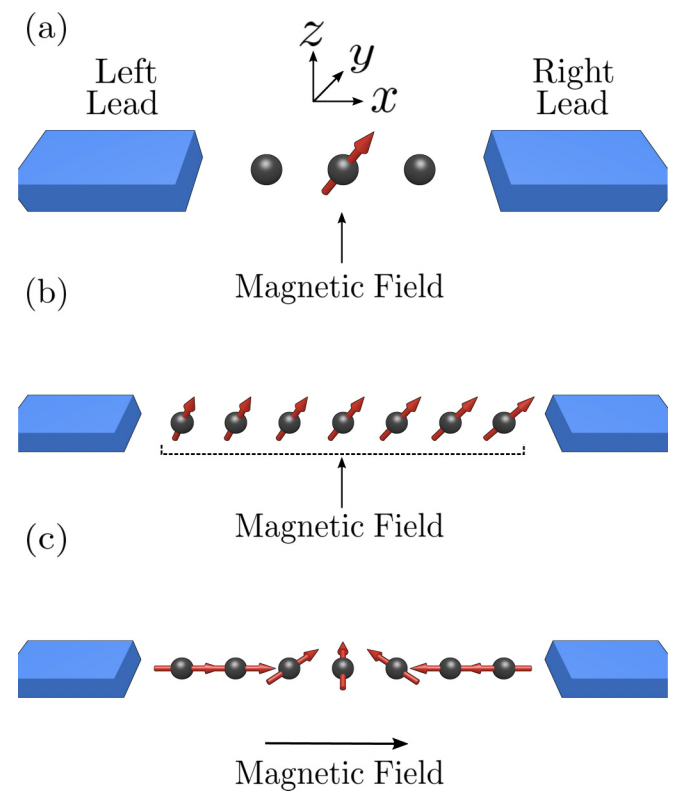 (a)
z
y
x
Left
Lead
Right
Lead
Magnetic Field
(b)
Magnetic Field
(c)
Magnetic Field